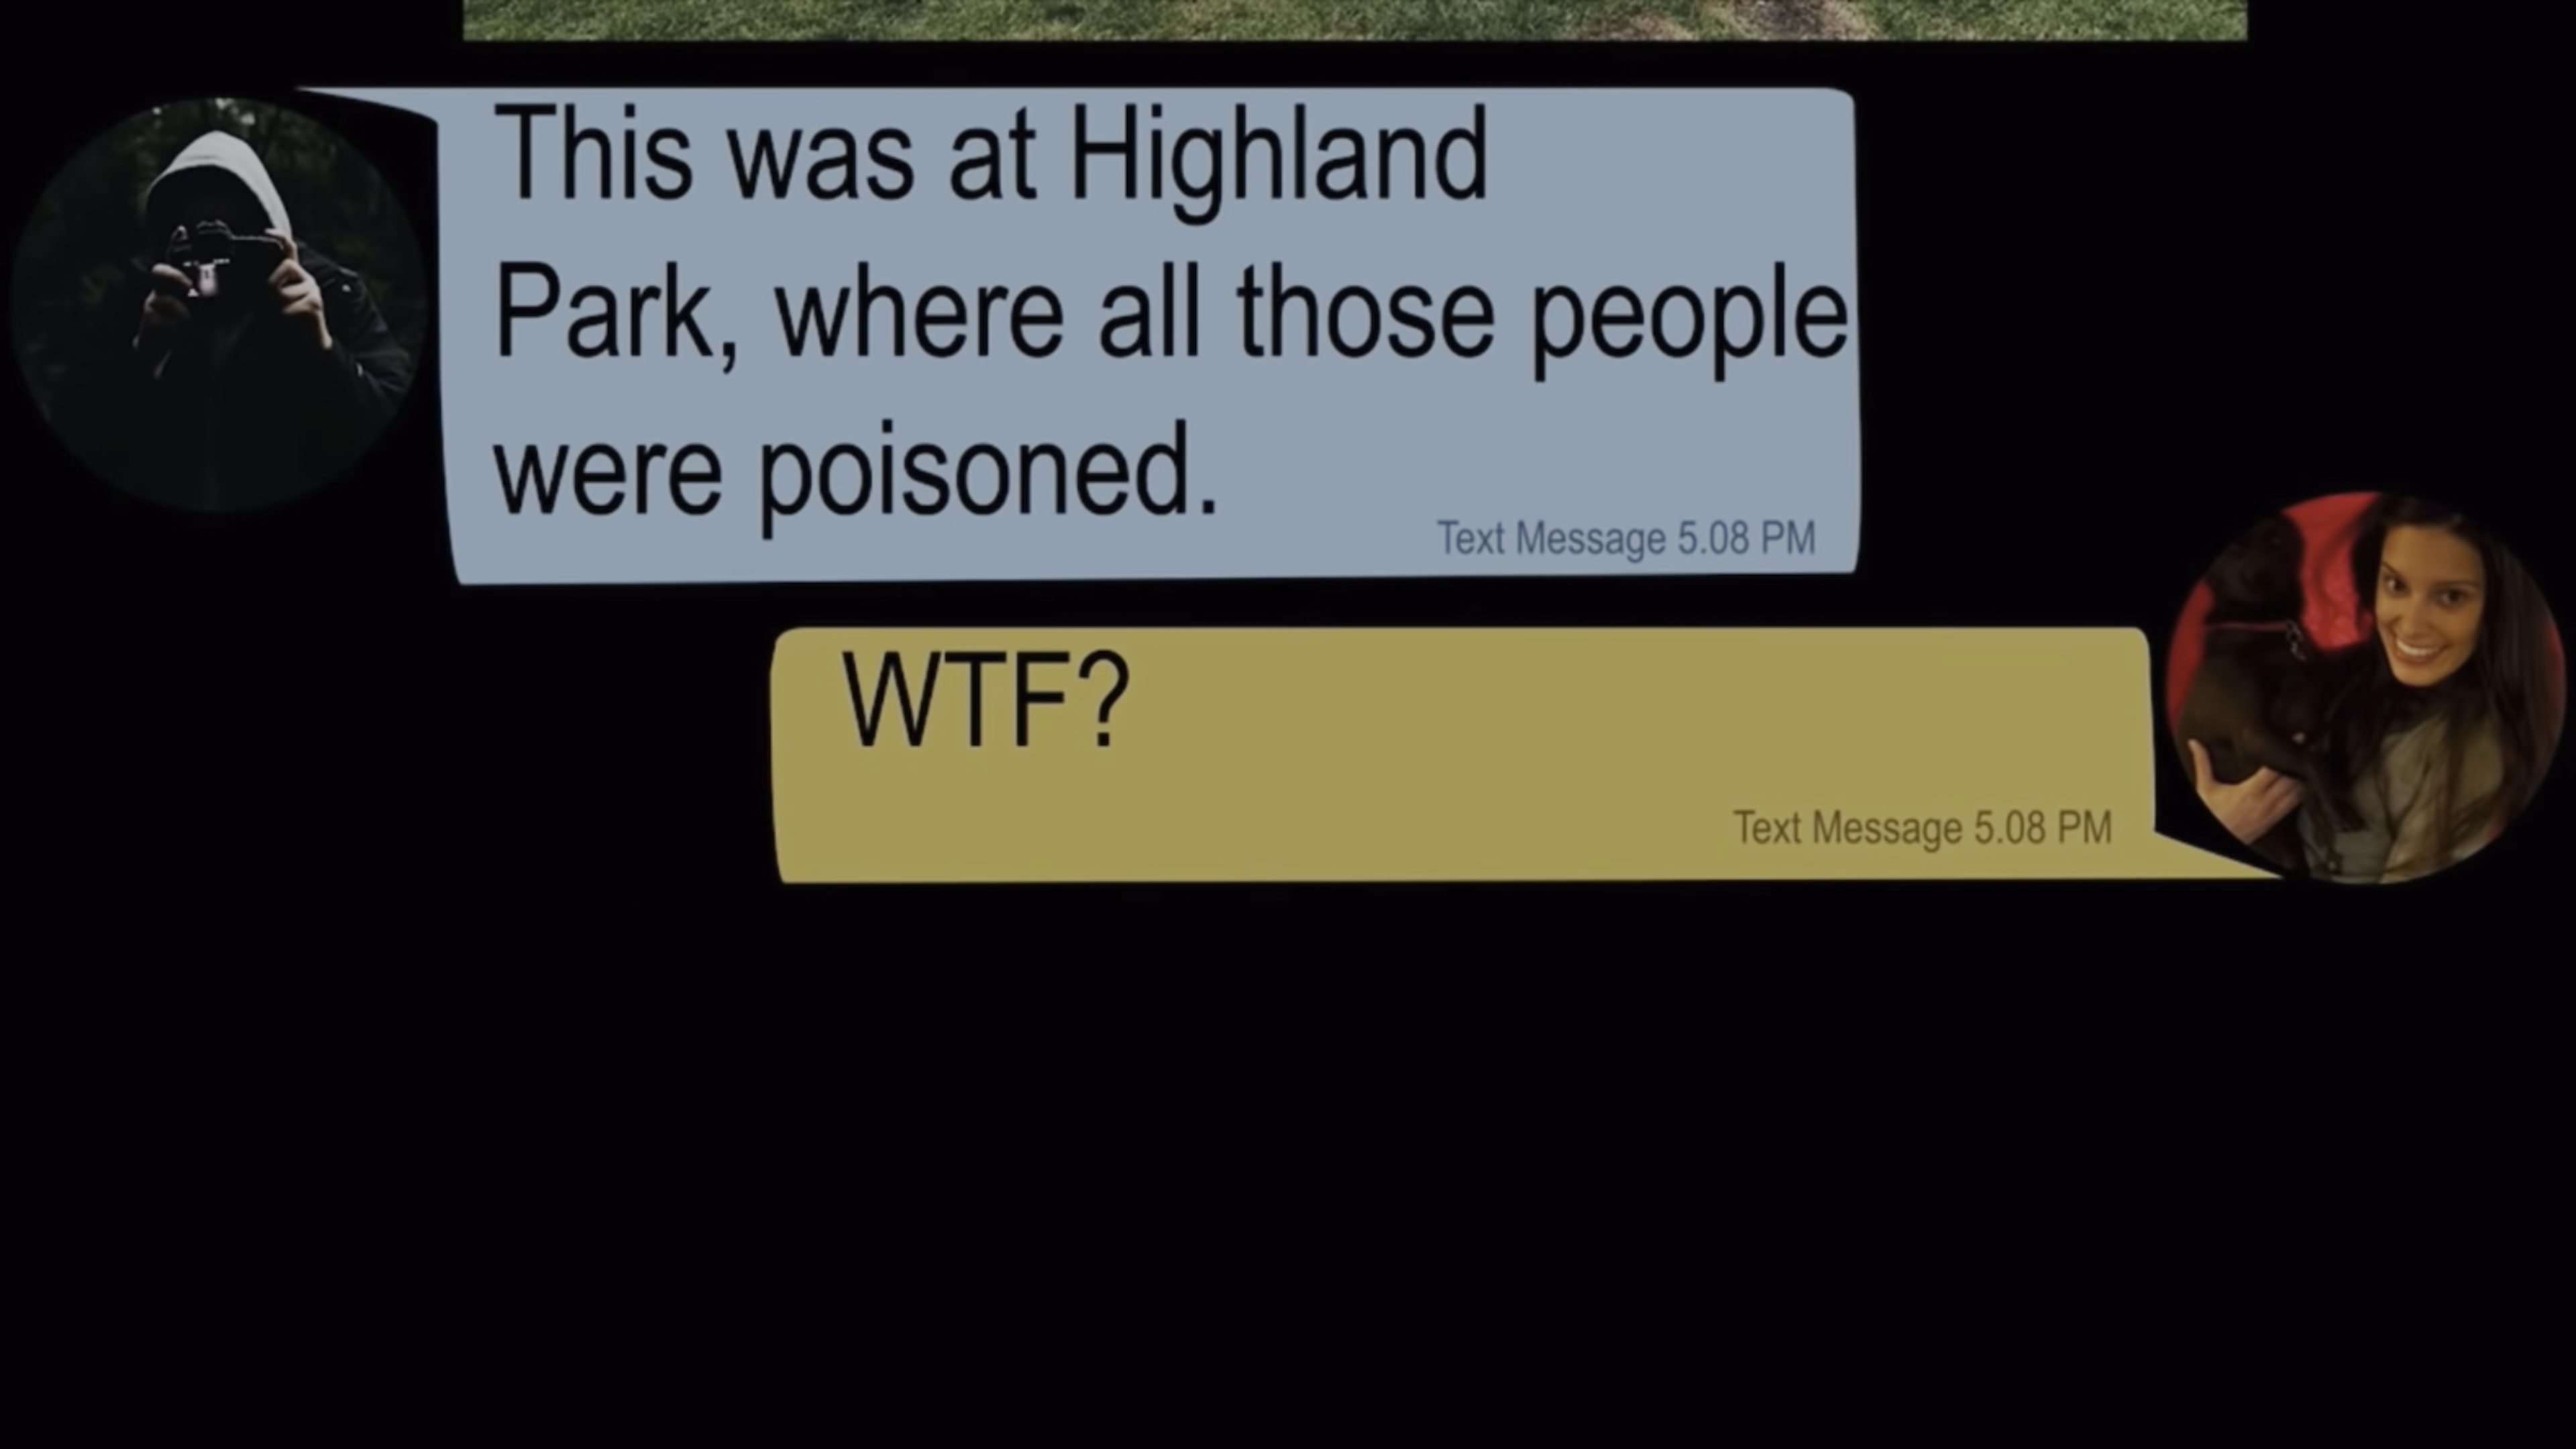 This was at Highland
Park, where all those people
were poisoned.
Text Message 5.08 PM
WTF?
Text Message 5.08 PM